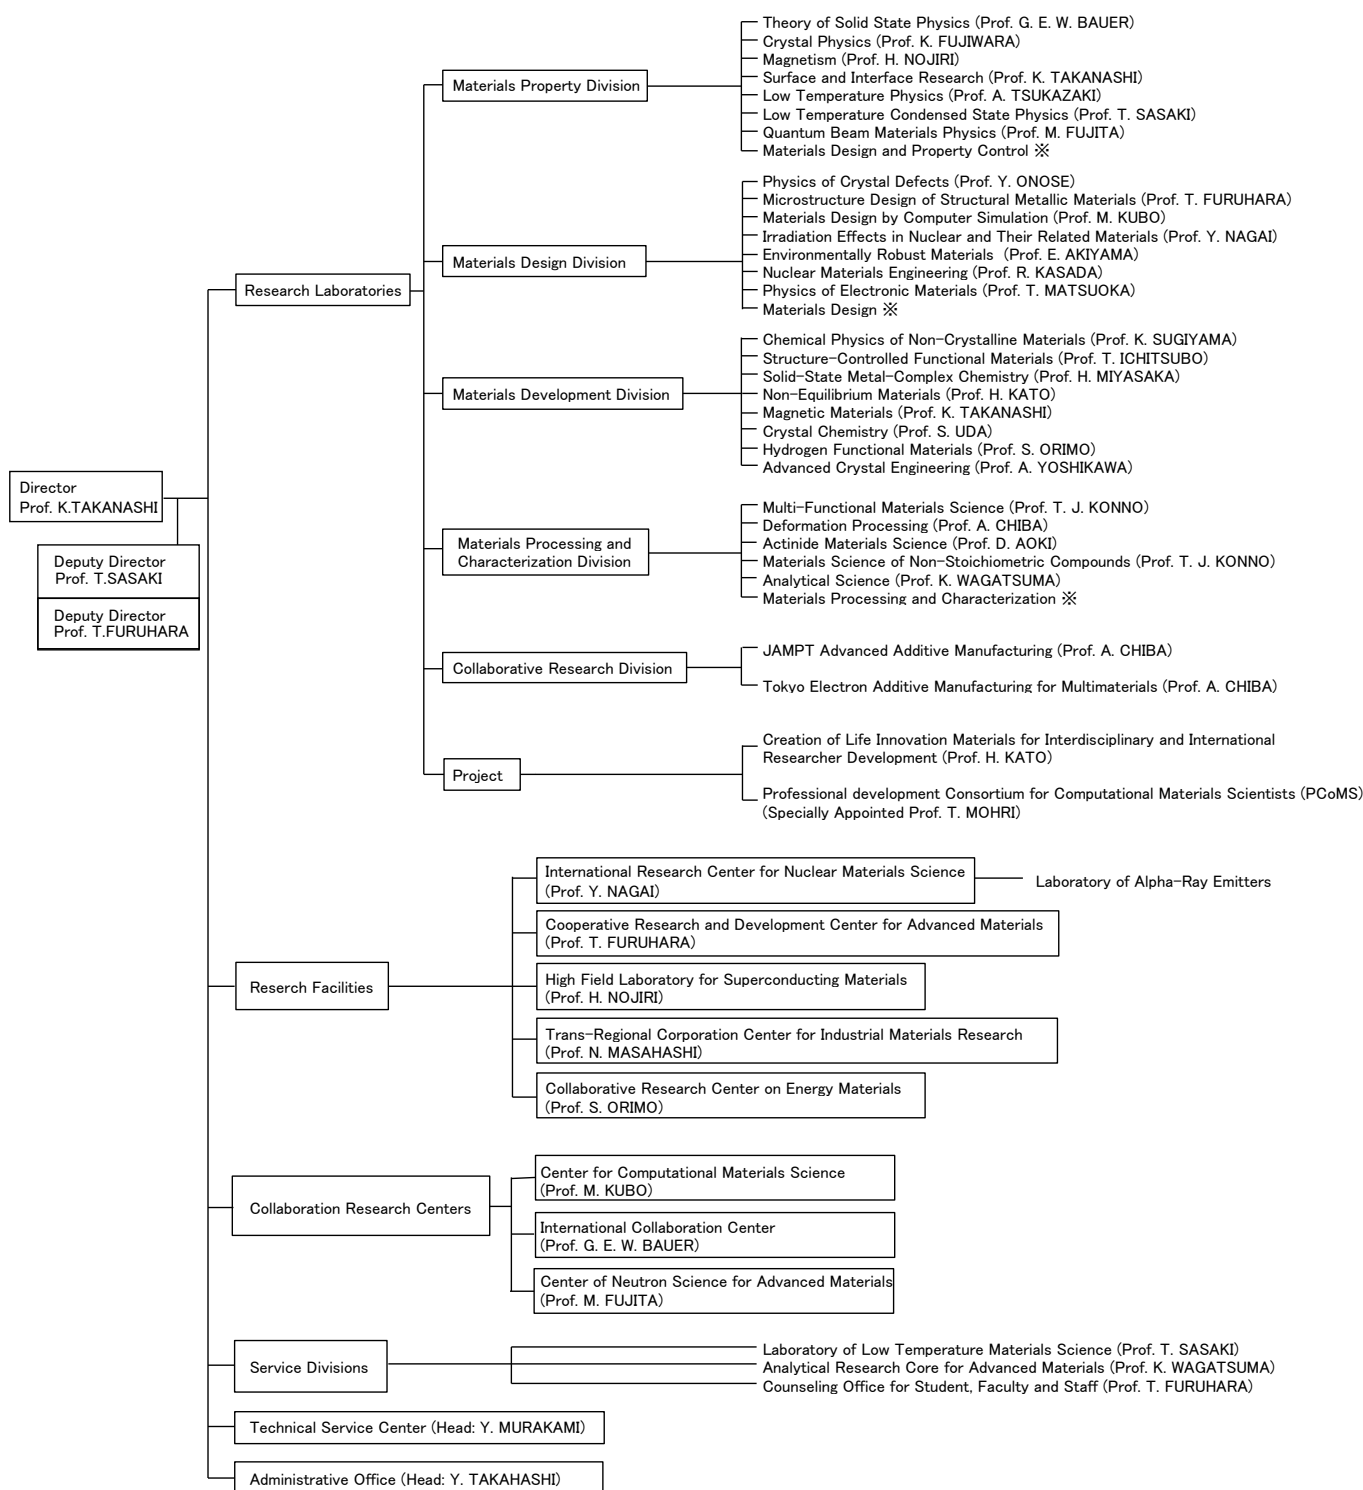 Theory of Solid State Physics (Prof. G. E. W. BAUER)
Crystal Physics (Prof. K. FUJIWARA)
Magnetism (Prof. H. NOJIRI)
Materials Property Division
Surface and Interface Research (Prof. K. TAKANASHI)
Low Temperature Physics (Prof. A. TSUKAZAKI)
Low Temperature Condensed State Physics (Prof. T. SASAKI)
Quantum Beam Materials Physics (Prof. M. FUJITA)
Materials Design and Property Control ※
Physics of Crystal Defects (Prof. Y. ONOSE)
Microstructure Design of Structural Metallic Materials (Prof. T. FURUHARA)
Materials Design by Computer Simulation (Prof. M. KUBO)
Irradiation Effects in Nuclear and Their Related Materials (Prof. Y. NAGAI)
Materials Design Division
Environmentally Robust Materials (Prof. E. AKIYAMA)
Nuclear Materials Engineering (Prof. R. KASADA)
Research Laboratories
Physics of Electronic Materials (Prof. T. MATSUOKA)
Materials Design ※
Chemical Physics of Non-Crystalline Materials (Prof. K. SUGIYAMA)
Structure-Controlled Functional Materials (Prof. T. ICHITSUBO)
Solid-State Metal-Complex Chemistry (Prof. H. MIYASAKA)
Materials Development Division
Non-Equilibrium Materials (Prof. H. KATO)
Magnetic Materials (Prof. K. TAKANASHI)
Crystal Chemistry (Prof. S. UDA)
Hydrogen Functional Materials (Prof. S. ORIMO)
Advanced Crystal Engineering (Prof. A. YOSHIKAWA)
Director
Prof. K.TAKANASHI
Deputy Director
Prof. T.SASAKI
Deputy Director
Prof. T.FURUHARA
Multi-Functional Materials Science (Prof. T. J. KONNO)
Deformation Processing (Prof. A. CHIBA)
Materials Processing and
Characterization Division
Actinide Materials Science (Prof. D. AOKI)
Materials Science of Non-Stoichiometric Compounds (Prof. T. J. KONNO)
Analytical Science (Prof. K. WAGATSUMA)
Materials Processing and Characterization ※
JAMPT Advanced Additive Manufacturing (Prof. A. CHIBA)
Collaborative Research Division
Tokyo Electron Additive Manufacturing for Multimaterials (Prof. A. CHIBA)
Creation of Life Innovation Materials for Interdisciplinary and International
Researcher Development (Prof. H. KATO)
Project
Professional development Consortium for Computational Materials Scientists (PCoMS)
(Specially Appointed Prof. T. MOHRI)
International Research Center for Nuclear Materials Science
(Prof. Y. NAGAI)
Laboratory of Alpha-Ray Emitters
Cooperative Research and Development Center for Advanced Materials
(Prof. T. FURUHARA)
Reserch Facilities
High Field Laboratory for Superconducting Materials
(Prof. H. NOJIRI)
Trans-Regional Corporation Center for Industrial Materials Research
(Prof. N. MASAHASHI)
Collaborative Research Center on Energy Materials
(Prof. S. ORIMO)
Center for Computational Materials Science
(Prof. M. KUBO)
Collaboration Research Centers
International Collaboration Center
(Prof. G. E. W. BAUER)
Center of Neutron Science for Advanced Materials
(Prof. M. FUJITA)
Service Divisions
Laboratory of Low Temperature Materials Science (Prof. T. SASAKI)
Analytical Research Core for Advanced Materials (Prof. K. WAGATSUMA)
Counseling Office for Student, Faculty and Staff (Prof. T. FURUHARA)
Technical Service Center (Head: Y. MURAKAMI)
Administrative Office (Head: Y. TAKAHASHI)